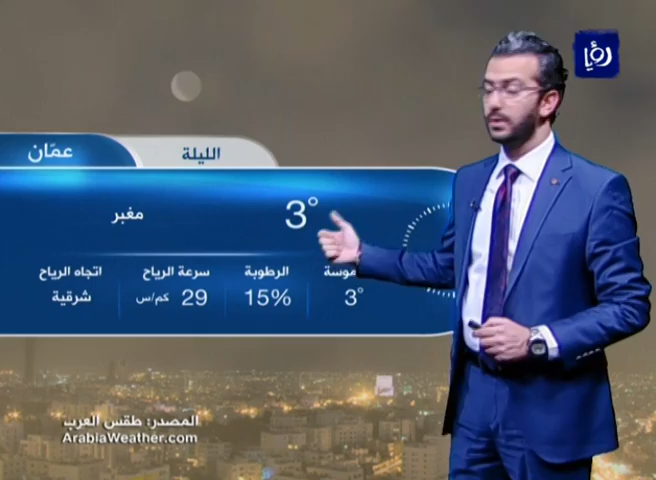 رؤيا
الليلة
عمّان
3°
مغبر
موسة
الرطوبة
سرعة الرياح
اتجاه الرياح
3°
15%
29 كم/س
شرقية
المصدر: طقس العرب
ArabiaWeather.com